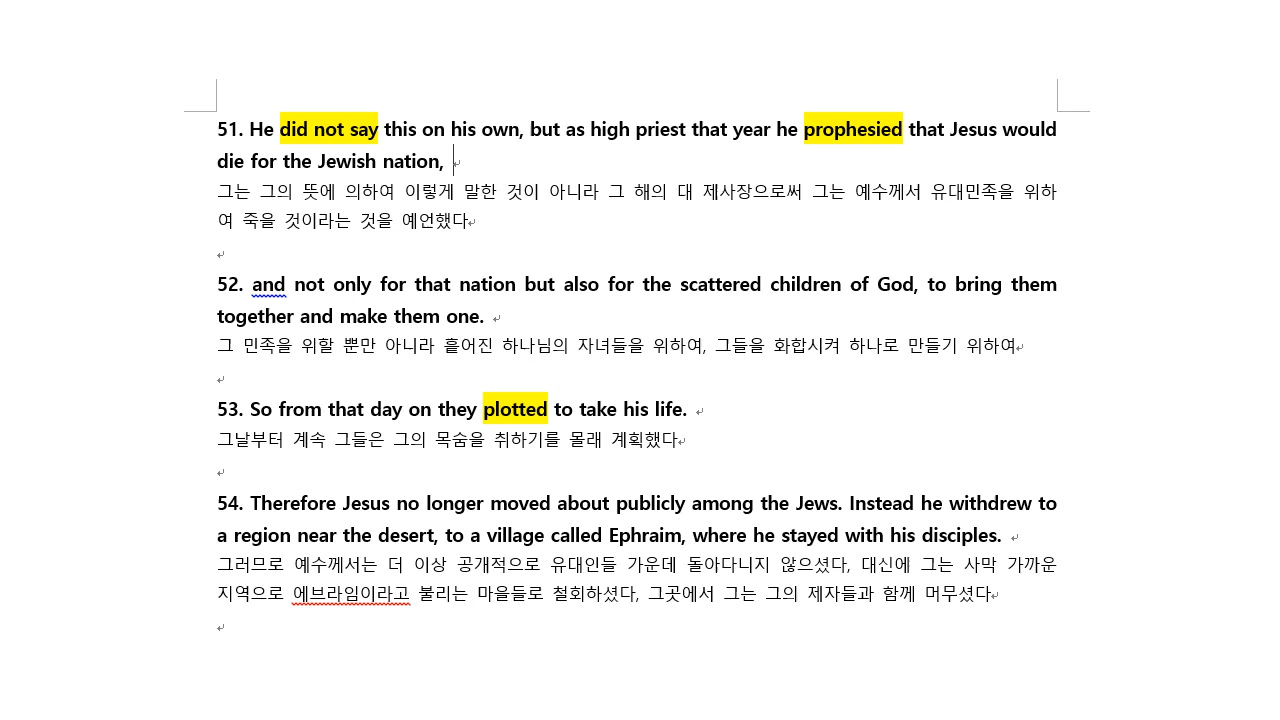 51. He did not say this on his own, but as high priest that year he prophesied that Jesus would
die for the Jewish nation,
그는 그의 뜻에 의하여 이렇게 말한 것이 아니라 그 해의 대 제사장으로써 그는 예수께서 유대민족을 위하
여 죽을 것이라는 것을 예언했다
52. and not only for that nation but also for the scattered children of God, to bring them
together and make them one.
그 민족을 위할 뿐만 아니라 흩어진 하나님의 자녀들을 위하여, 그들을 화합시켜 하나로 만들기 위하여
53. So from that day on they plotted to take his life.
그날부터 계속 그들은 그의 목숨을 취하기를 몰래 계획했다
54. Therefore Jesus no longer moved about publicly among the Jews. Instead he withdrew to
a region near the desert, to a village called Ephraim, where he stayed with his disciples.
그러므로 예수께서는 더 이상 공개적으로 유대인들 가운데 돌아다니지 않으셨다, 대신에 그는 사막 가까운
지역으로 에브라임이라고 불리는 마을들로 철회하셨다, 그곳에서 그는 그의 제자들과 함께 머무셨다